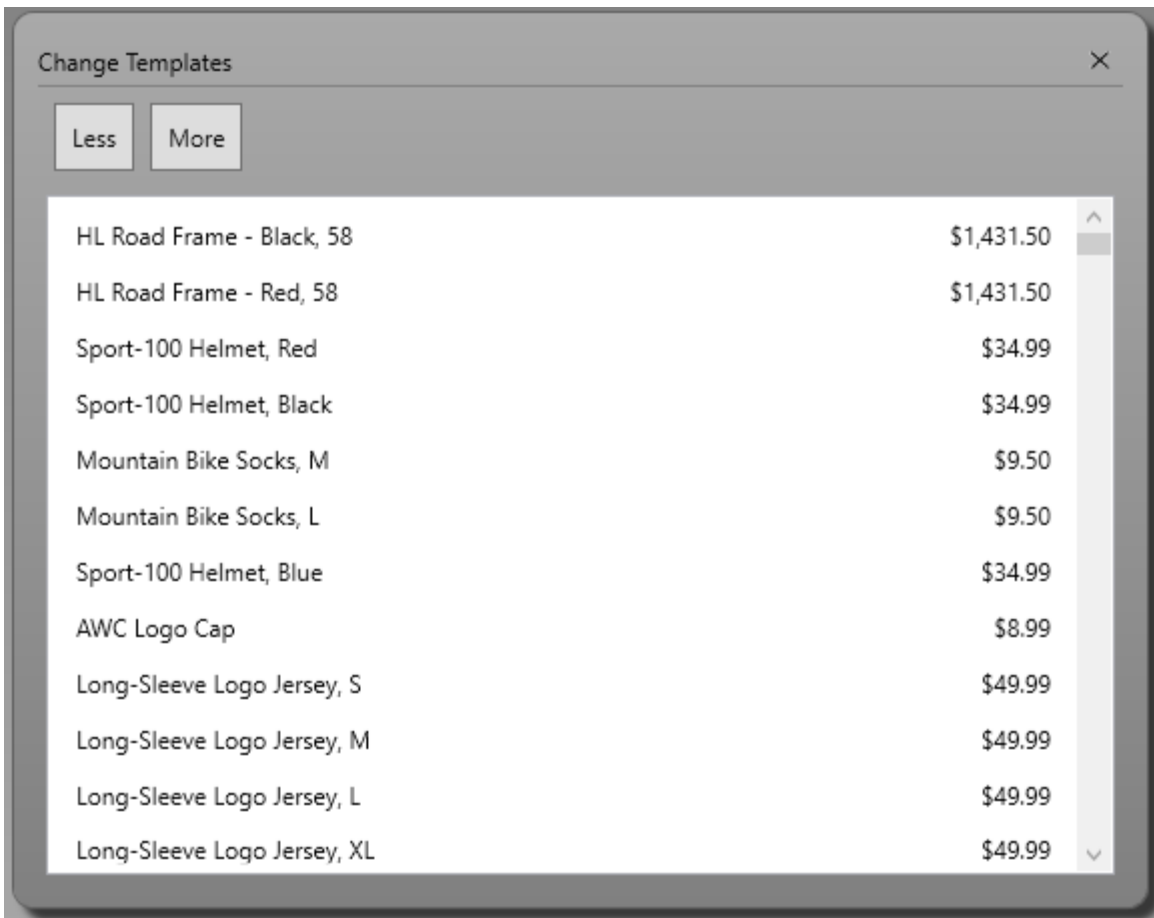 Change Templates
Less More
HL Road Frame - Black, 58 $1,431.50
HL Road Frame - Red, 58 $1,431.50
Sport-100 Helmet, Red $34.99
Sport-100 Helmet, Black $34.99
Mountain Bike Socks, M $9.50
Mountain Bike Socks, L $9.50
Sport-100 Helmet, Blue $34.99
AWC Logo Cap $8.99
Long-Sleeve Logo Jersey, S $49.99
Long-Sleeve Logo Jersey, M $49.99
Long-Sleeve Logo Jersey, L $49.99
Long-Sleeve Logo Jersey, XL $49.99